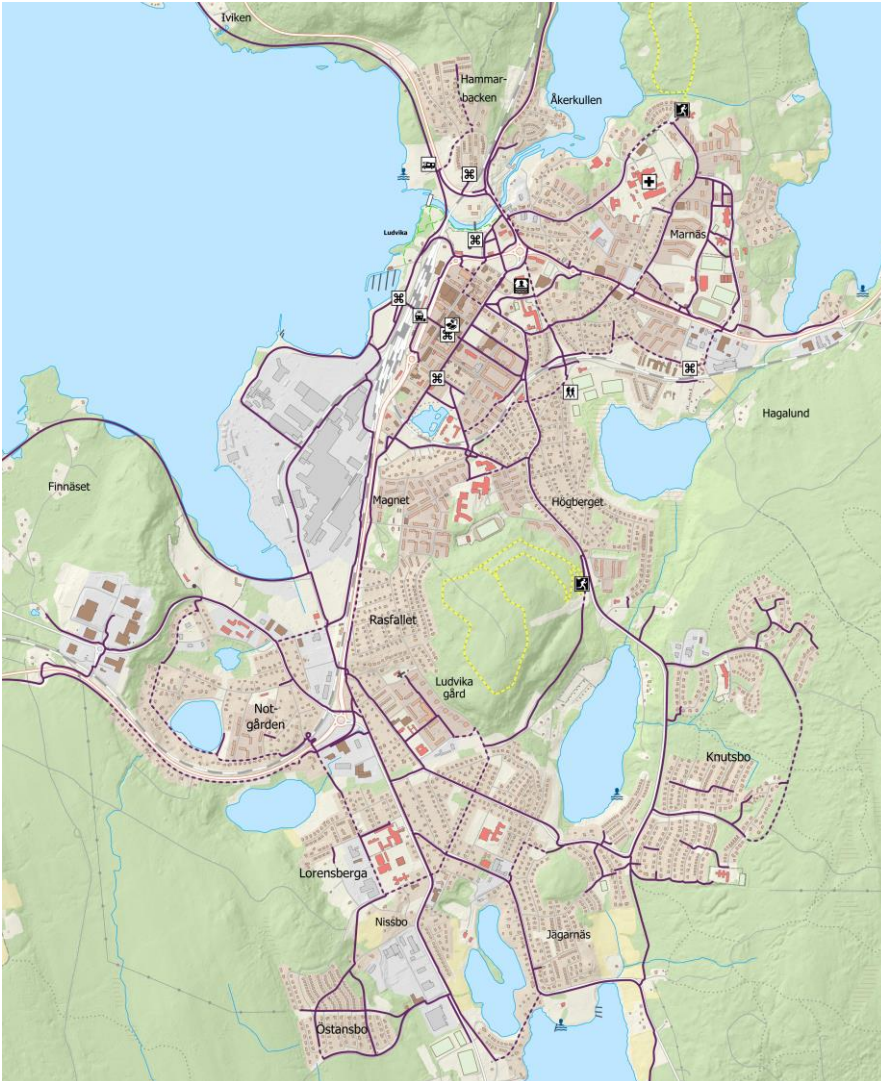 Iviken
Hammar-
backen
Åkerkullen
Ludvika
Marnäs
Hagalund
Finnäset
Magnet
Högberget
Rasfallet
Ludvika
gård
Not-
gården
Knutsbo
Lorensberga
Nissbo
Jägarnäs
Östansbo